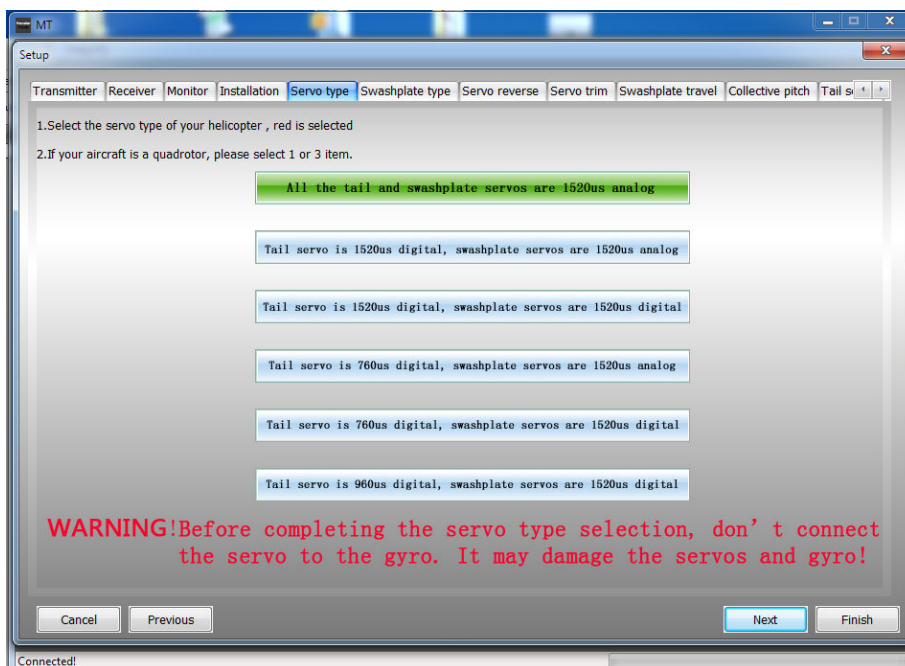 MT
Setup
Transmitter Receiver Monitor Installation Servo type Swashplate type Servo reverse Servo trim Swashplate travel Collective pitch Tail
1.Select the servo type of your helicopter , red is selected
2.If your aircraft is a quadrotor, please select 1 or 3 item.
All the tail and swashplate servos are 1520us analog
Tail servo is 1520us digital, swashplate servos are 1520us analog
Tail servo is 1520us digital, swashplate servos are 1520us digital
Tail servo is 760us digital, swashplate servos are 1520us analog
Tail servo is 760us digital, swashplate servos are 1520us digital
Tail servo is 960us digital, swashplate servos are 1520us digital
WARNING!Before completing the servo type selection, don't connect
the servo to the gyro. It may damage the servos and gyro!
Cancel Previous Next Finish
Connected!